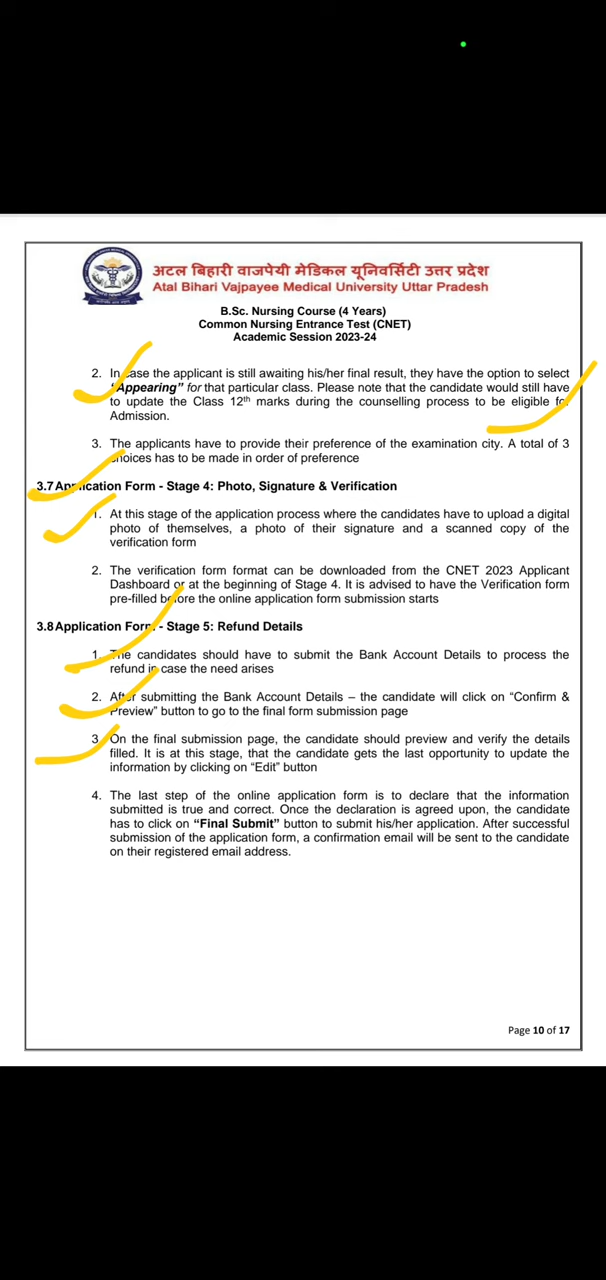 अटल बिहारी वाजपेयी मेडिकल यूनिवर्सिटी उत्तर प्रदेश
Atal Bihari Vajpayee Medical University Uttar Pradesh
B.Sc. Nursing Course (4 Years)
Common Nursing Entrance Test (CNET)
Academic Session 2023-24
2. In case the applicant is still awaiting his/her final result, they have the option to select
"Appearing" for that particular class. Please note that the candidate would still have
to update the Class 12th marks during the counselling process to be eligible for
Admission.
3. The applicants have to provide their preference of the examination city. A total of 3
choices has to be made in order of preference
3.7 Application Form - Stage 4: Photo, Signature & Verification
1. At this stage of the application process where the candidates have to upload a digital
photo of themselves, a photo of their signature and a scanned copy of the
verification form
2. The verification form format can be downloaded from the CNET 2023 Applicant
Dashboard or at the beginning of Stage 4. It is advised to have the Verification form
pre-filled before the online application form submission starts
3.8 Application Form - Stage 5: Refund Details
1. The candidates should have to submit the Bank Account Details to process the
refund in case the need arises
2. After submitting the Bank Account Details – the candidate will click on “Confirm &
Preview” button to go to the final form submission page
3. On the final submission page, the candidate should preview and verify the details
filled. It is at this stage, that the candidate gets the last opportunity to update the
information by clicking on “Edit” button
4. The last step of the online application form is to declare that the information
submitted is true and correct. Once the declaration is agreed upon, the candidate
has to click on “Final Submit” button to submit his/her application. After successful
submission of the application form, a confirmation email will be sent to the candidate
on their registered email address.
Page 10 of 17